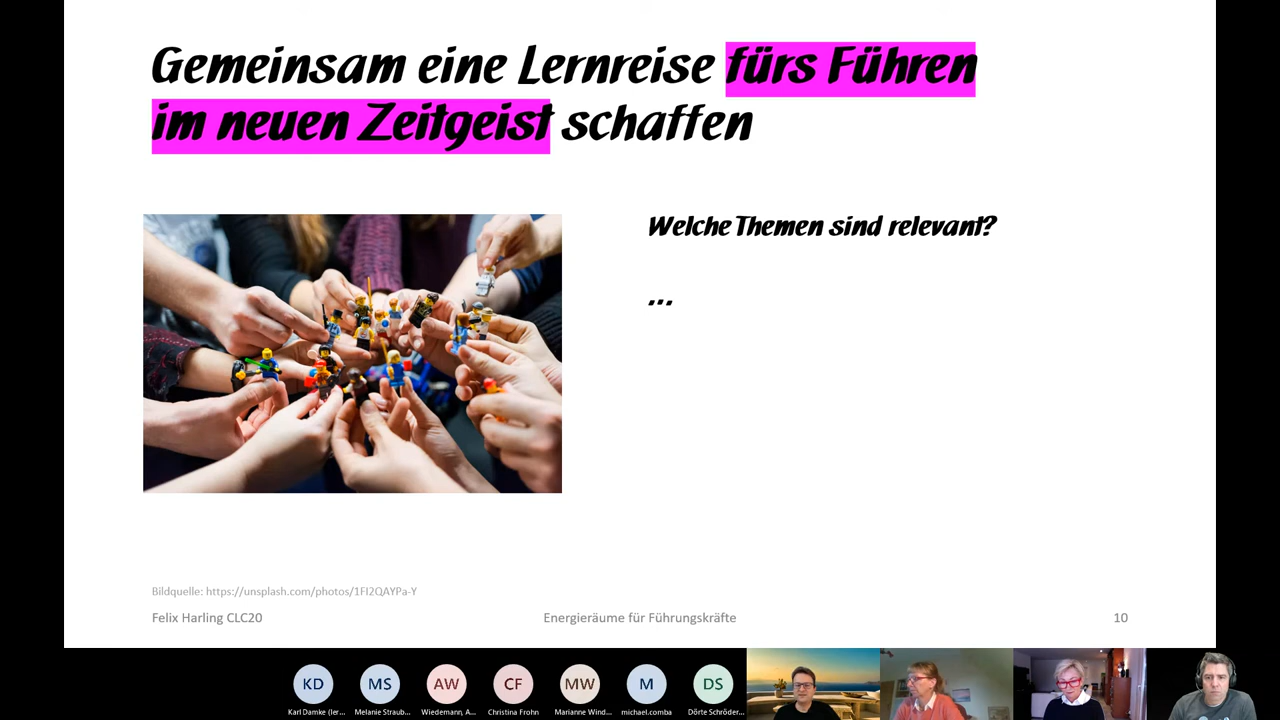 Gemeinsam eine Lernreise fürs Führen
im neuen Zeitgeist schaffen
Welche Themen sind relevant?
...
Bildquelle: https://unsplash.com/photos/1FI2QAYPa-Y
Felix Harling CLC20
Energieräume für Führungskräfte
10
KD
MS
AW
CF
MW
M
DS
Karl Damke (ler...
Melanie Straub...
Wiedemann, A...
Christina Frohn
Marianne Wind...
michael.comba
Dörte Schröder...